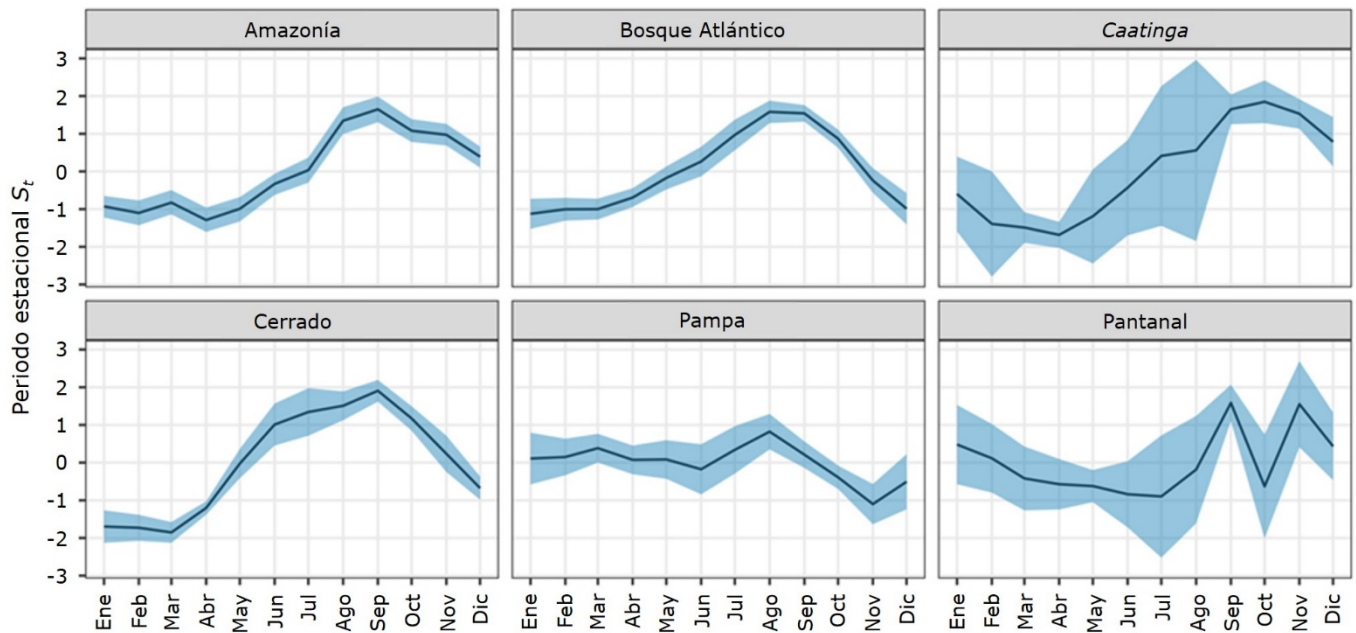 Amazonía
Bosque Atlántico
Caatinga
3
2
1
0
-1
-2
-3
Cerrado
Pampa
Pantanal
3
2
1
0
-1
-2
-3
Periodo estacional St
Ene Feb Mar Abr May Jun Jul Ago Sep Oct Nov Dic
Ene Feb Mar Abr May Jun Jul Ago Sep Oct Nov Dic
Ene Feb Mar Abr May Jun Jul Ago Sep Oct Nov Dic